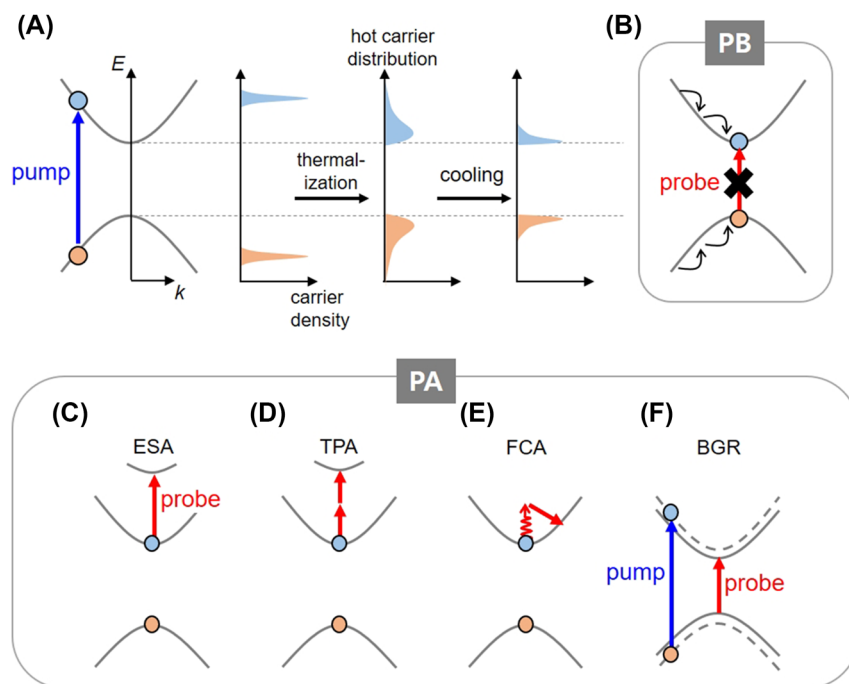 (A)
E
hot carrier
distribution
(B)
PB
pump
thermal-
ization
cooling
probe
k
carrier
density
PA
(C)
(D)
(E)
(F)
ESA
TPA
FCA
BGR
probe
pump
probe